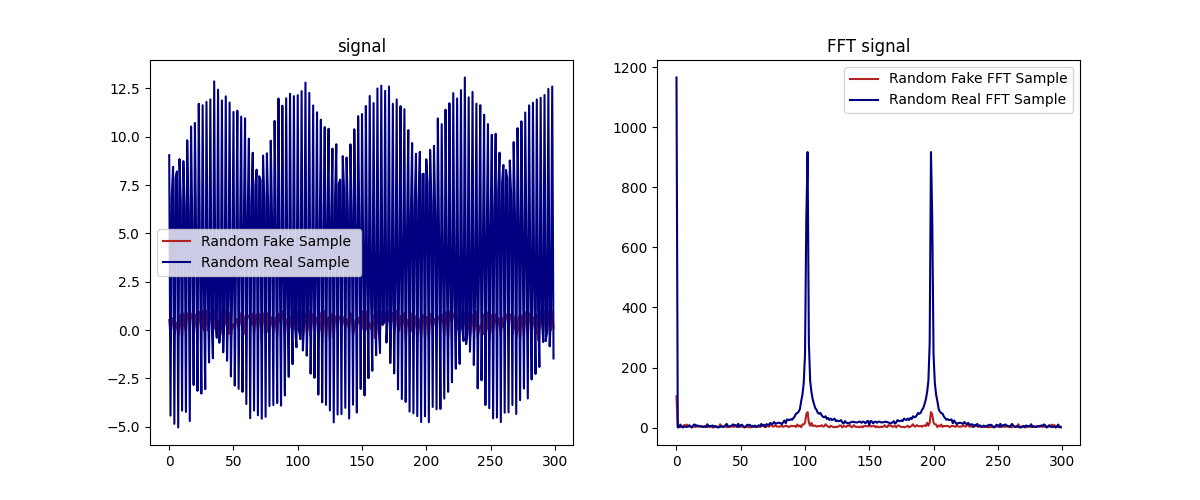 signal
12.5
10.0
7.5
5.0
2.5
0.0
−2.5
−5.0
0 50 100 150 200 250 300
Random Fake Sample
Random Real Sample
FFT signal
1200
1000
800
600
400
200
0
0 50 100 150 200 250 300
Random Fake FFT Sample
Random Real FFT Sample